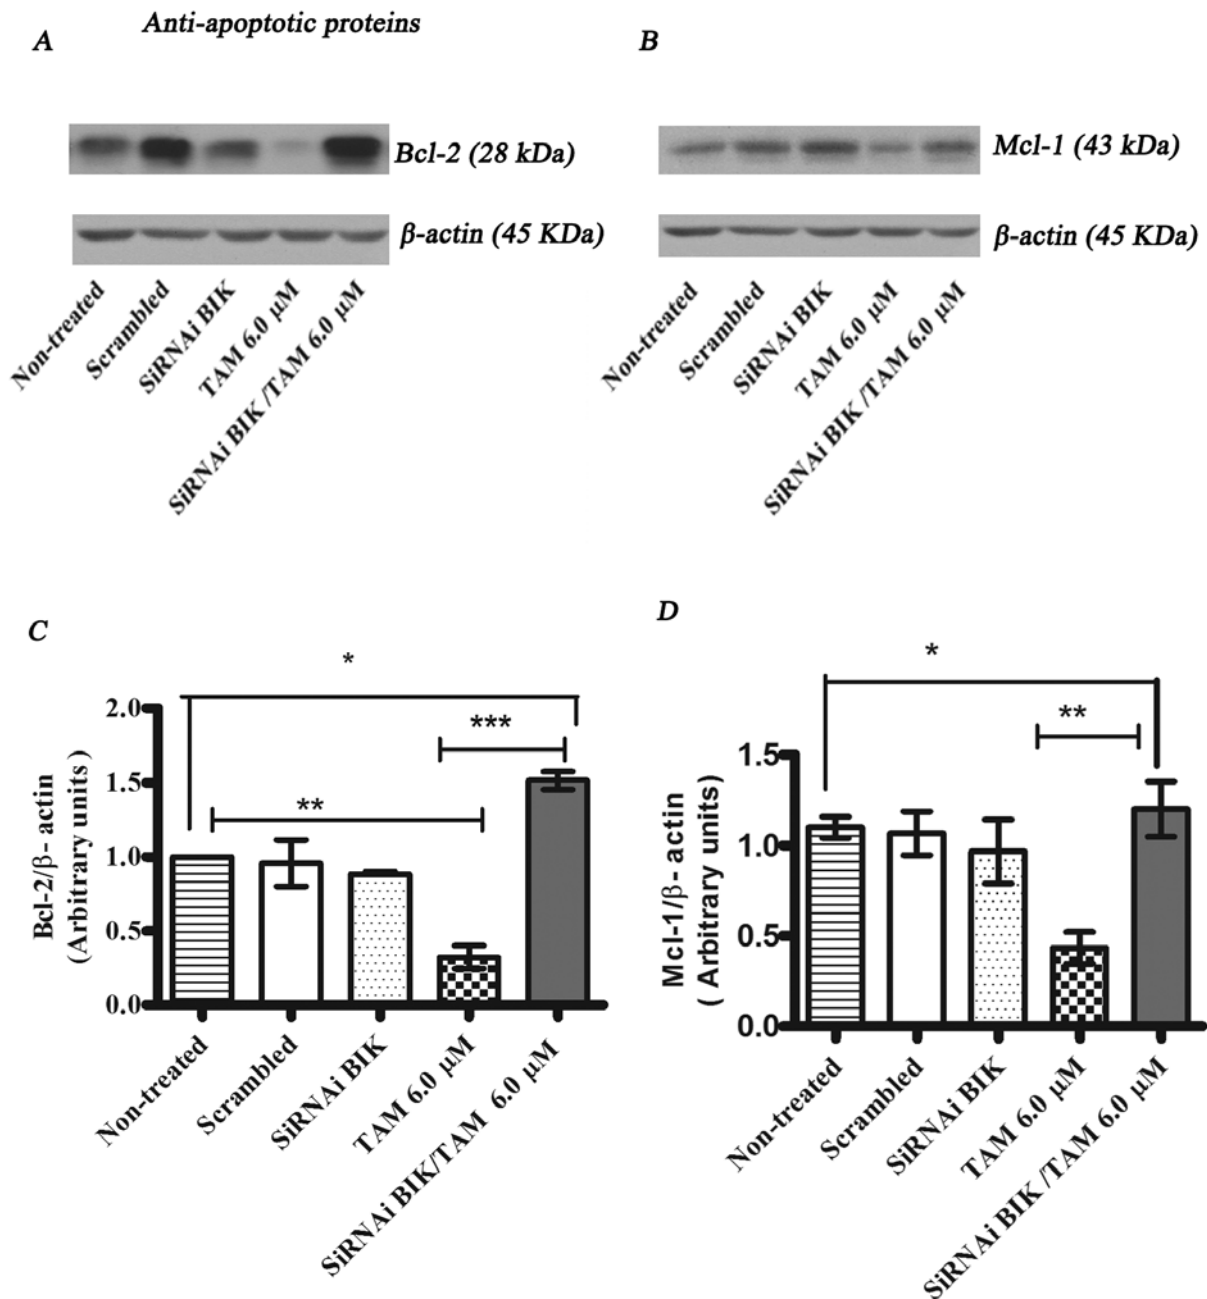 Anti-apoptotic proteins
A
B
Bcl-2 (28 kDa)
Mcl-1 (43 kDa)
β-actin (45 KDa)
β-actin (45 KDa)
Non-treated
Scrambled
SiRNAi BIK
TAM 6.0 μM
SiRNAi BIK /TAM 6.0 μM
Non-treated
Scrambled
SiRNAi BIK
TAM 6.0 μM
SiRNAi BIK /TAM 6.0 μM
C
*
***
**
Bcl-2/β- actin
(Arbitrary units )
2.0
1.5
1.0
0.5
0.0
Non-treated
Scrambled
SiRNAi BIK
TAM 6.0 μM
SiRNAi BIK/TAM 6.0 μM
D
*
**
Mcl-1/β- actin
( Arbitrary units)
1.5
1.0
0.5
0.0
Non-treated
Scrambled
SiRNAi BIK
TAM 6.0 μM
SiRNAi BIK /TAM 6.0 μM